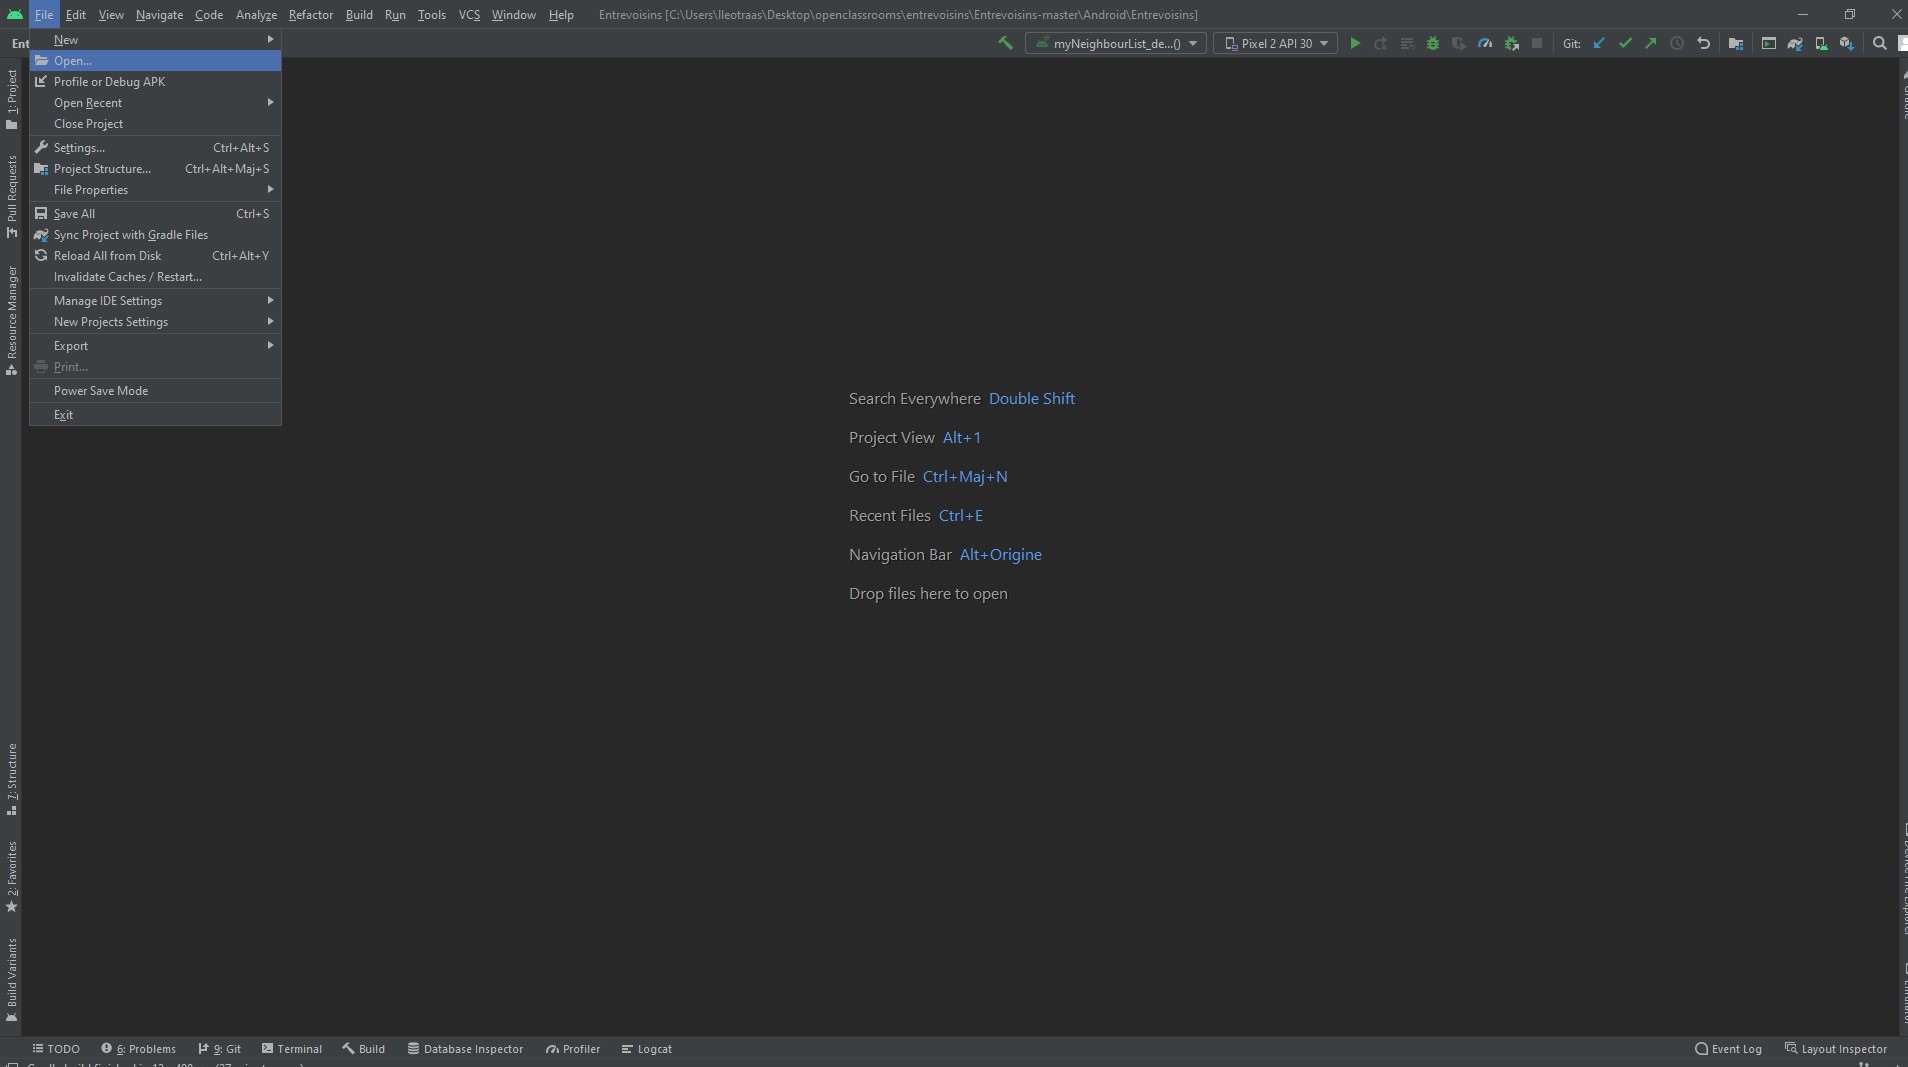 File Edit View Navigate Code Analyze Refactor Build Run Tools VCS Window Help Entrevoisins [C:\Users\lleotraas\Desktop\openclassrooms\entrevoisins\Entrevoisins-master\Android\Entrevoisins]
Ent
myNeighbourList_de...() Pixel 2 API 30 Git:
New
Open...
Profile or Debug APK
Open Recent
Close Project
Settings... Ctrl+Alt+S
Project Structure... Ctrl+Alt+Maj+S
File Properties
Save All Ctrl+S
Sync Project with Gradle Files
Reload All from Disk Ctrl+Alt+Y
Invalidate Caches / Restart...
Manage IDE Settings
New Projects Settings
Export
Print...
Power Save Mode
Exit
1: Project
Pull Requests
Resource Manager
7: Structure
2: Favorites
Build Variants
Search Everywhere Double Shift
Project View Alt+1
Go to File Ctrl+Maj+N
Recent Files Ctrl+E
Navigation Bar Alt+Origine
Drop files here to open
TODO 6: Problems 9: Git Terminal Build Database Inspector Profiler Logcat Event Log Layout Inspector